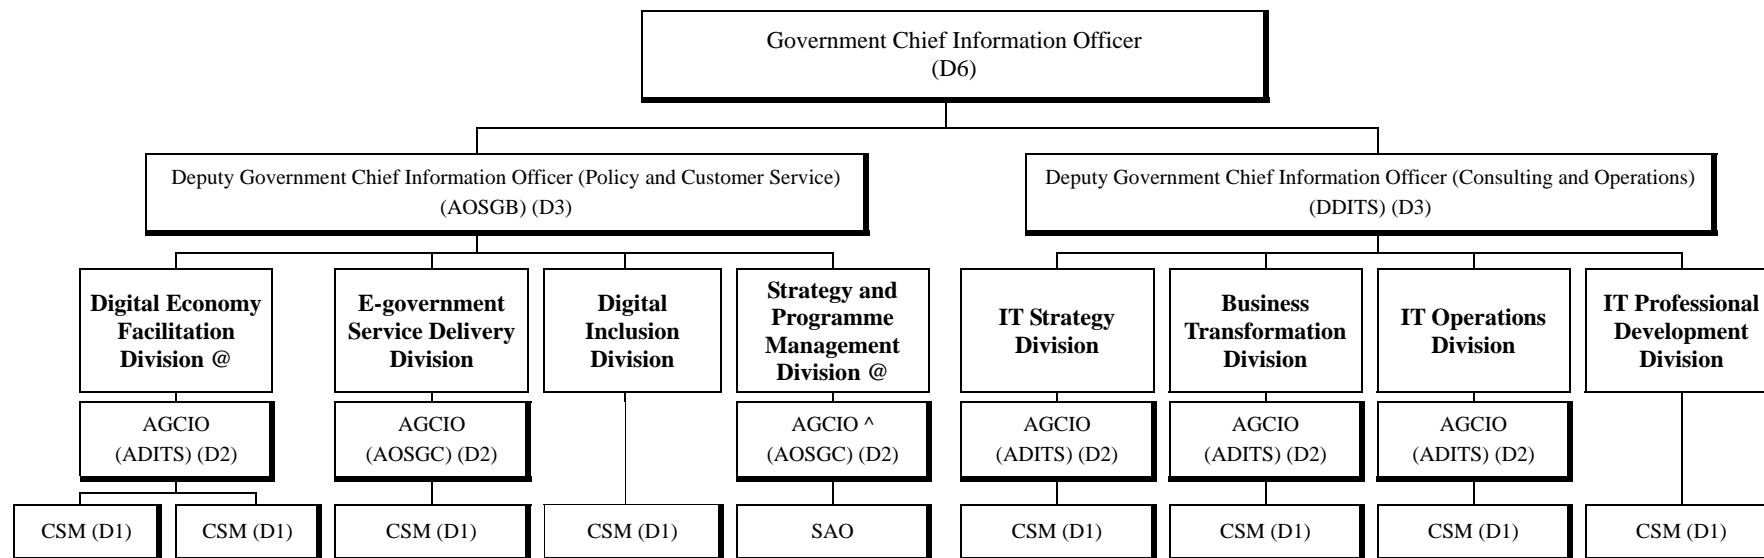 Government Chief Information Officer
(D6)
Deputy Government Chief Information Officer (Policy and Customer Service)
(AOSGB) (D3)
Deputy Government Chief Information Officer (Consulting and Operations)
(DDITS) (D3)
Digital Economy
Facilitation
Division @
E-government
Service Delivery
Division
Digital
Inclusion
Division
Strategy and
Programme
Management
Division @
IT Strategy
Division
Business
Transformation
Division
IT Operations
Division
IT Professional
Development
Division
AGCIO
(ADITS) (D2)
AGCIO
(AOSGC) (D2)
AGCIO ^
(AOSGC) (D2)
AGCIO
(ADITS) (D2)
AGCIO
(ADITS) (D2)
AGCIO
(ADITS) (D2)
CSM (D1)
CSM (D1)
CSM (D1)
CSM (D1)
SAO
CSM (D1)
CSM (D1)
CSM (D1)
CSM (D1)